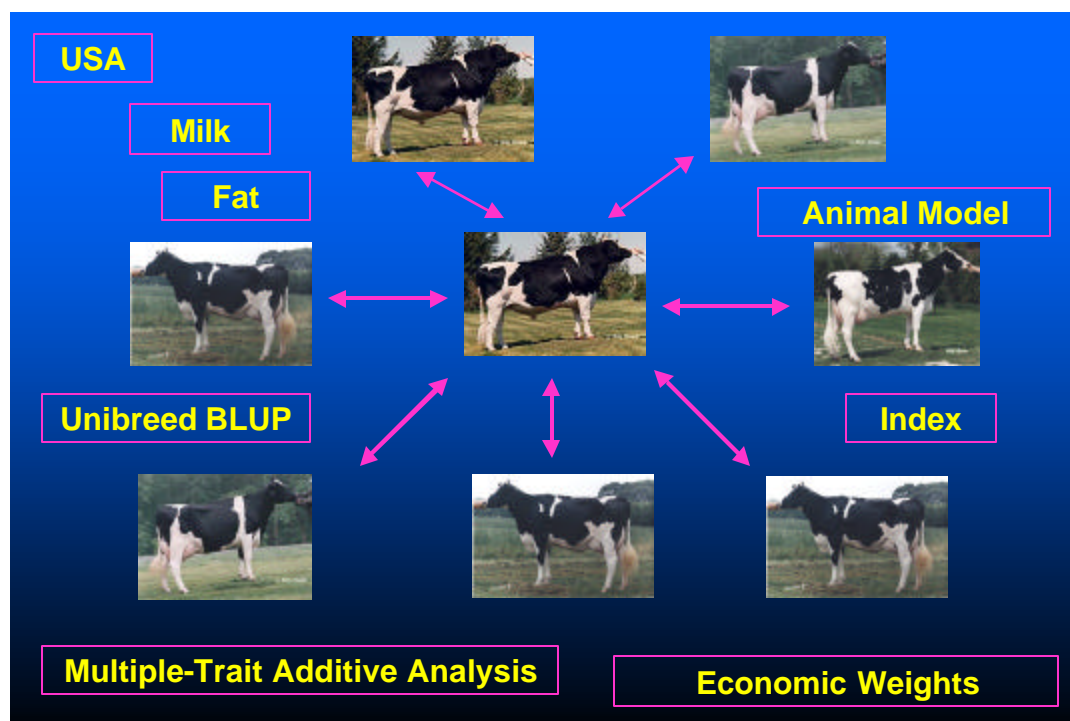 USA
Milk
Fat
Animal Model
Unibreed BLUP
Index
Multiple-Trait Additive Analysis
Economic Weights